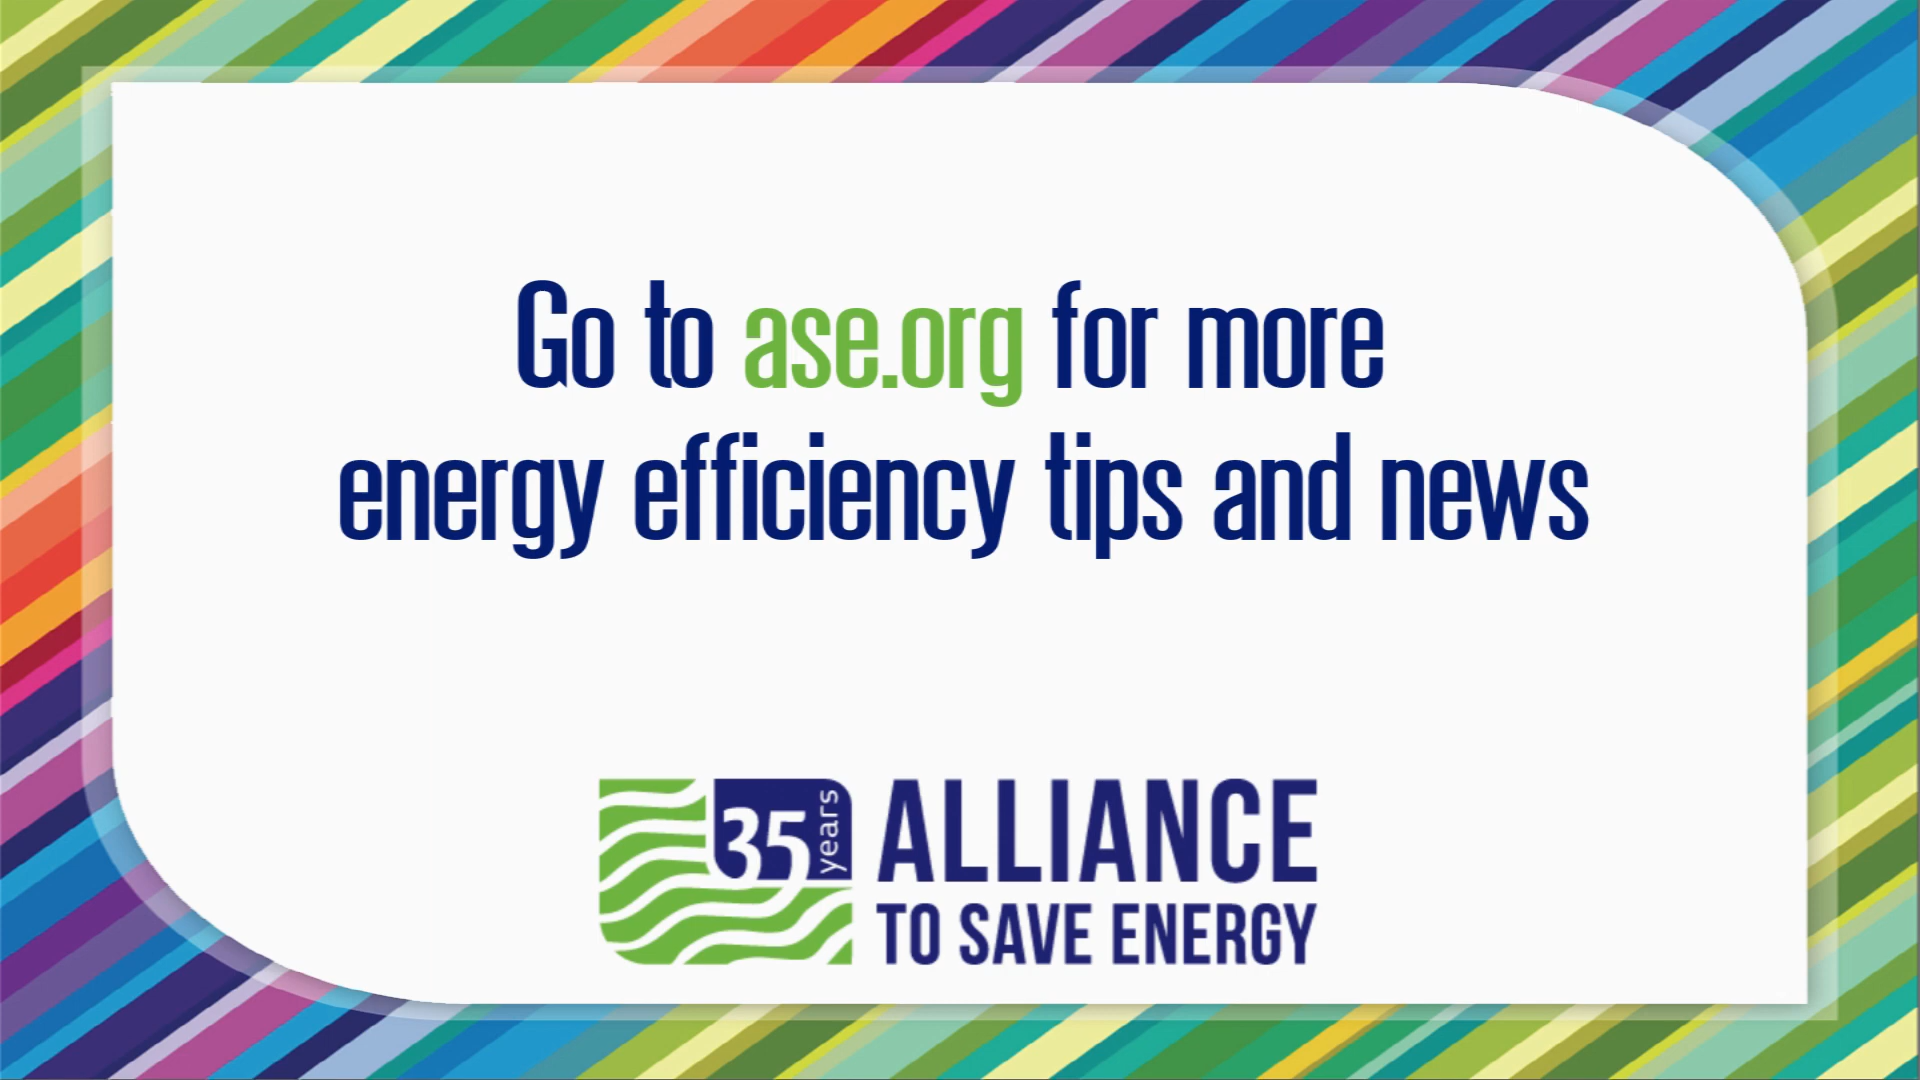 Go to ase.org for more
energy efficiency tips and news
35 years
ALLIANCE
TO SAVE ENERGY